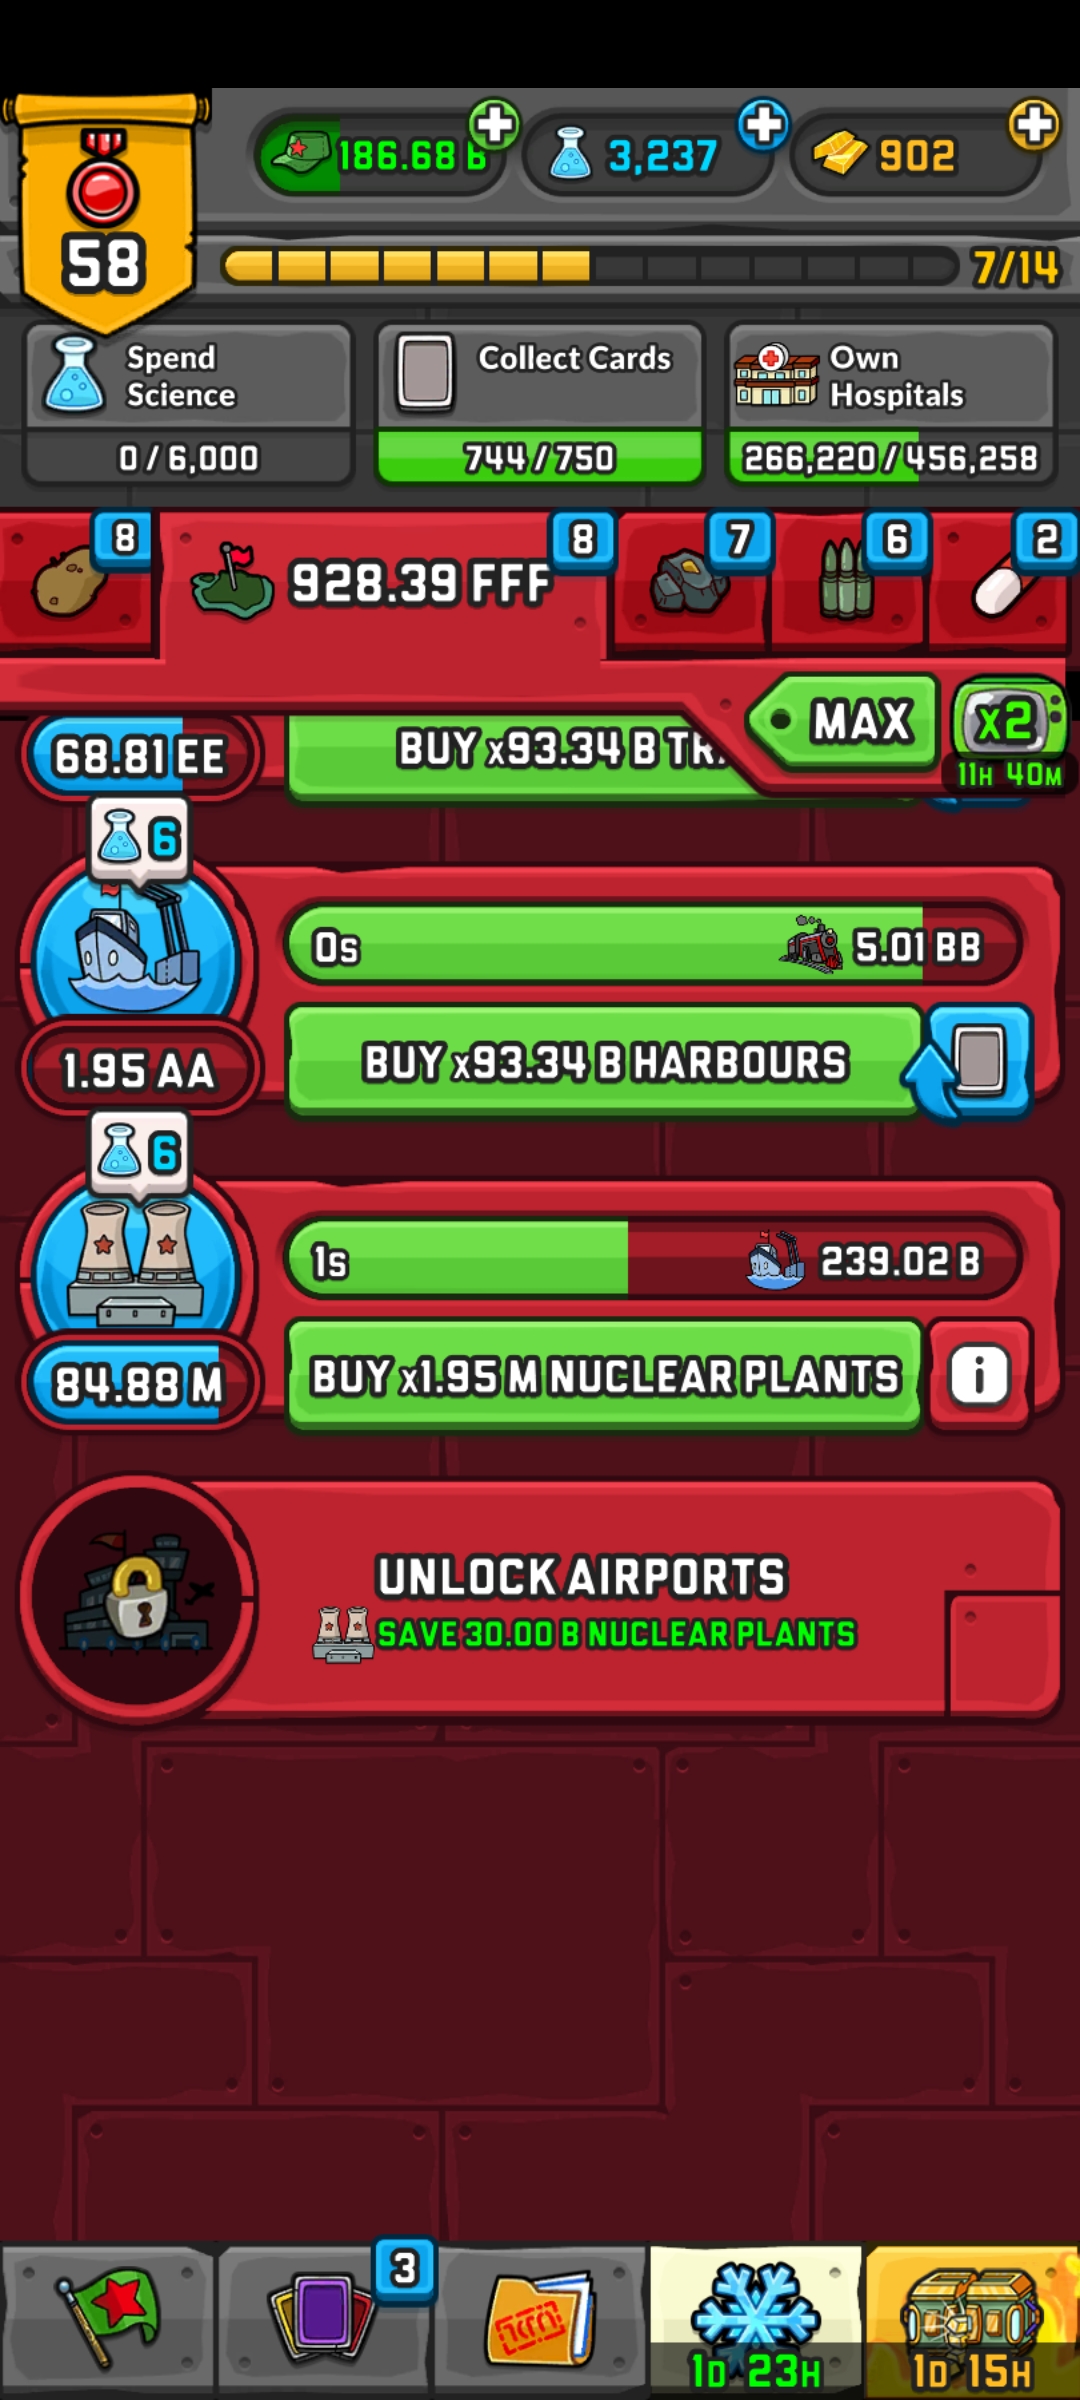 186.68 B
3,237
902
58
7/14
Spend
Science
0 / 6,000
Collect Cards
744 / 750
Own
Hospitals
266,220 / 456,258
8
928.39 FFF
8
7
6
2
MAX
x2
11H 40M
68.81 EE
BUY x93.34 B
6
0s
5.01 BB
1.95 AA
BUY x93.34 B HARBOURS
6
1s
239.02 B
84.88 M
BUY x1.95 M NUCLEAR PLANTS
i
UNLOCK AIRPORTS
SAVE 30.00 B NUCLEAR PLANTS
3
1D 23H
1D 15H